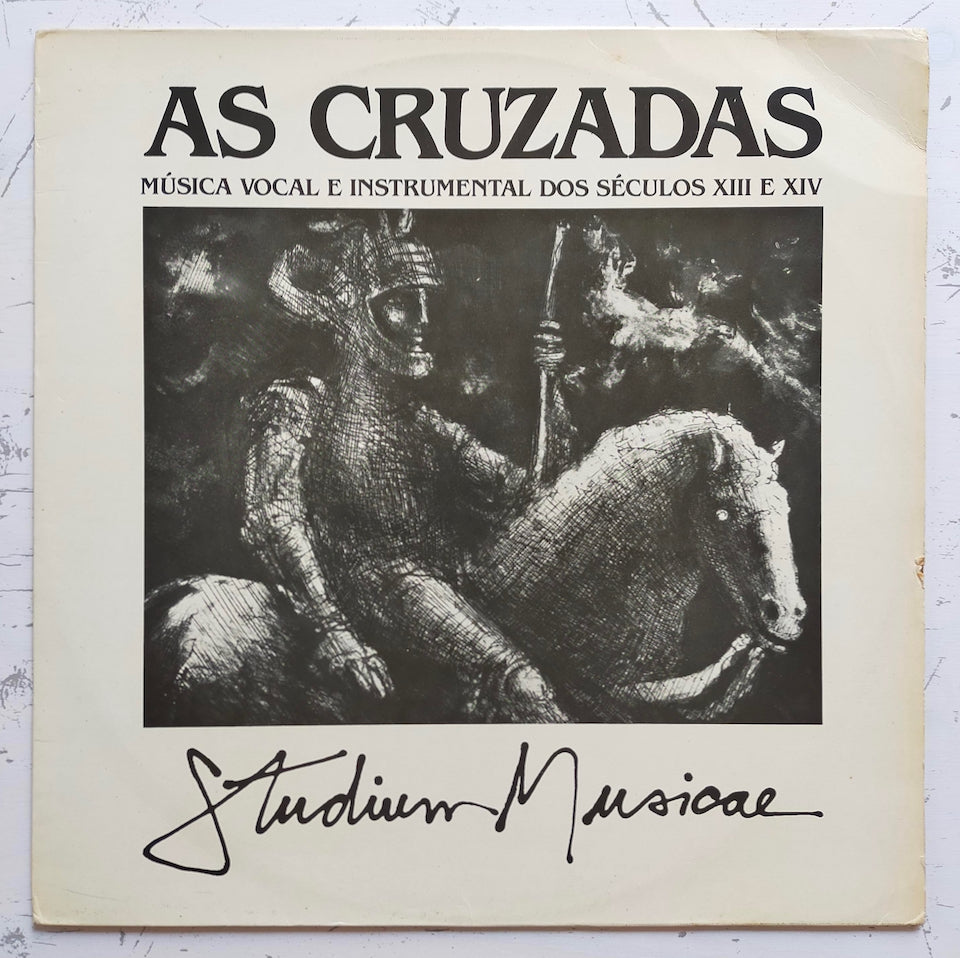 AS CRUZADAS
MÚSICA VOCAL E INSTRUMENTAL DOS SÉCULOS XIII E XIV
Studium Musicae